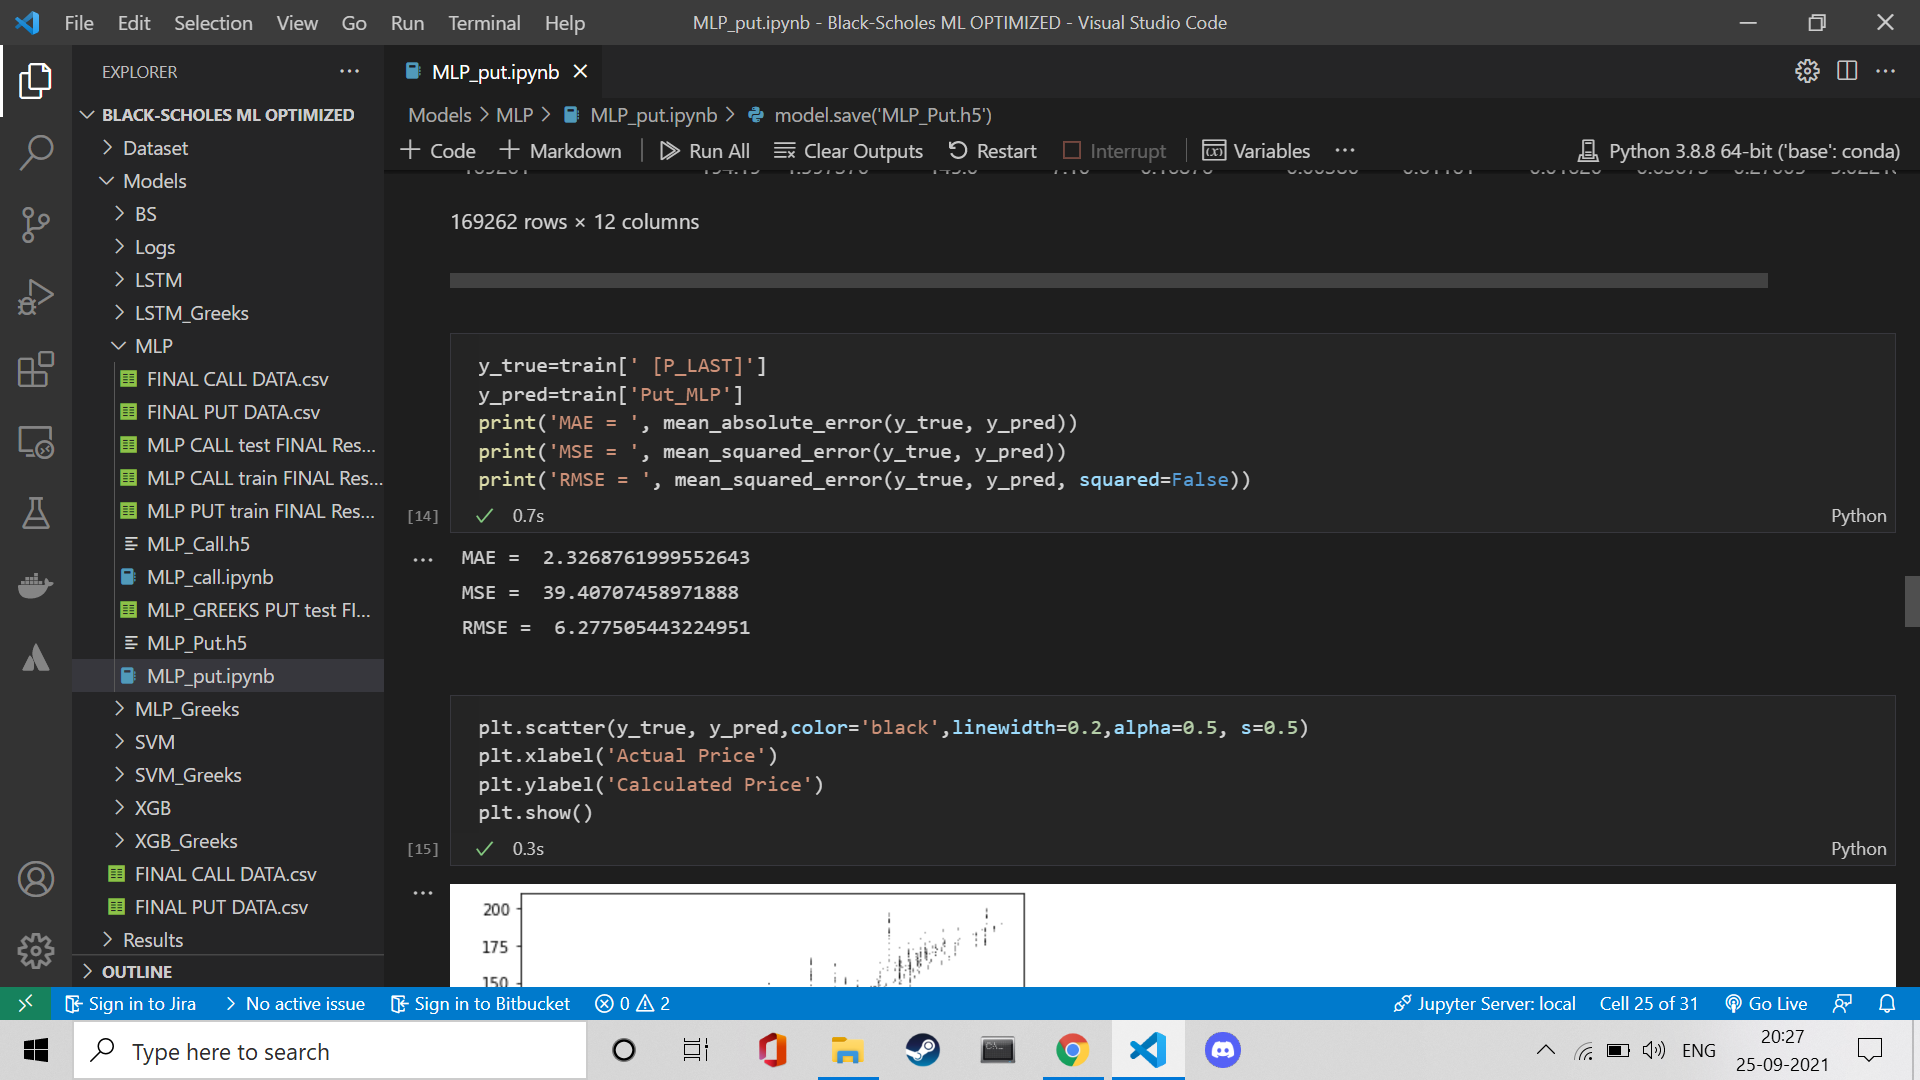 File Edit Selection View Go Run Terminal Help
MLP_put.ipynb - Black-Scholes ML OPTIMIZED - Visual Studio Code
EXPLORER
BLACK-SCHOLES ML OPTIMIZED
Dataset
Models
BS
Logs
LSTM
LSTM_Greeks
MLP
FINAL CALL DATA.csv
FINAL PUT DATA.csv
MLP CALL test FINAL Res...
MLP CALL train FINAL Res...
MLP PUT train FINAL Res...
MLP_Call.h5
MLP_call.ipynb
MLP_GREEKS PUT test FI...
MLP_Put.h5
MLP_put.ipynb
MLP_Greeks
SVM
SVM_Greeks
XGB
XGB_Greeks
FINAL CALL DATA.csv
FINAL PUT DATA.csv
Results
OUTLINE
MLP_put.ipynb
Models > MLP > MLP_put.ipynb > model.save('MLP_Put.h5')
Code Markdown Run All Clear Outputs Restart Interrupt Variables
Python 3.8.8 64-bit ('base': conda)
169262 rows × 12 columns
y_true=train[' [P_LAST]']
y_pred=train['Put_MLP']
print('MAE = ', mean_absolute_error(y_true, y_pred))
print('MSE = ', mean_squared_error(y_true, y_pred))
print('RMSE = ', mean_squared_error(y_true, y_pred, squared=False))
[14] 0.7s Python
MAE = 2.3268761999552643
MSE = 39.40707458971888
RMSE = 6.277505443224951
plt.scatter(y_true, y_pred,color='black',linewidth=0.2,alpha=0.5, s=0.5)
plt.xlabel('Actual Price')
plt.ylabel('Calculated Price')
plt.show()
[15] 0.3s Python
200
175
150
Sign in to Jira No active issue Sign in to Bitbucket 0 2
Jupyter Server: local Cell 25 of 31 Go Live
Type here to search
ENG
20:27
25-09-2021